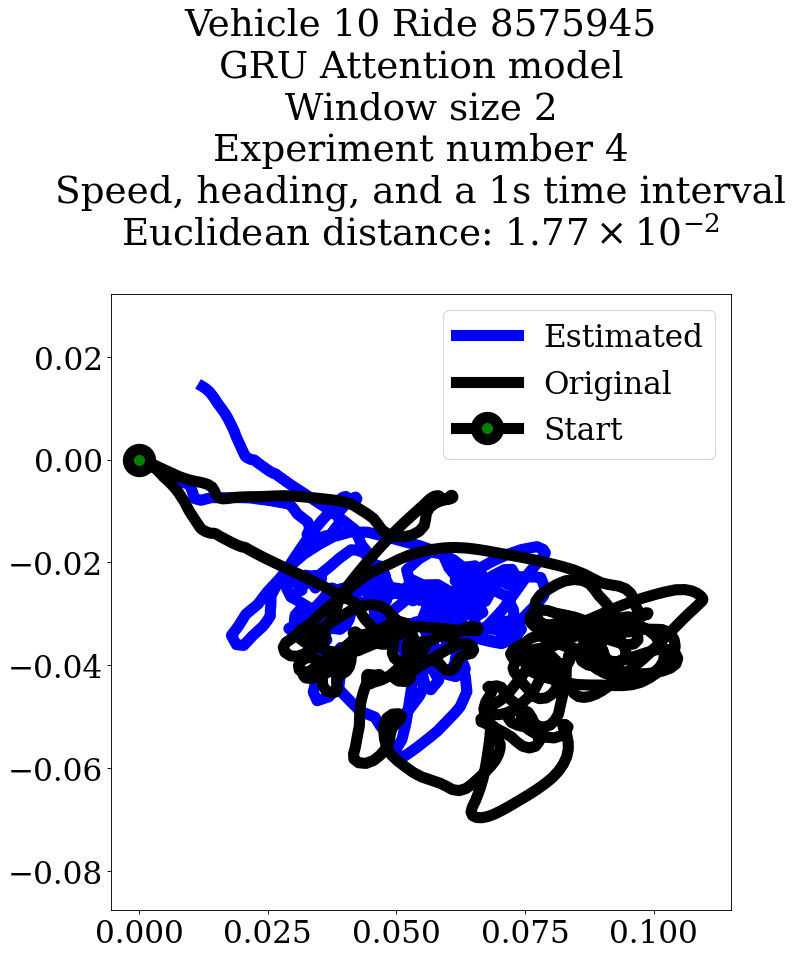 Vehicle 10 Ride 8575945
GRU Attention model
Window size 2
Experiment number 4
Speed, heading, and a 1s time interval
Euclidean distance: 1.77 × 10⁻²
Estimated
Original
Start
0.02
0.00
−0.02
−0.04
−0.06
−0.08
0.000 0.025 0.050 0.075 0.100